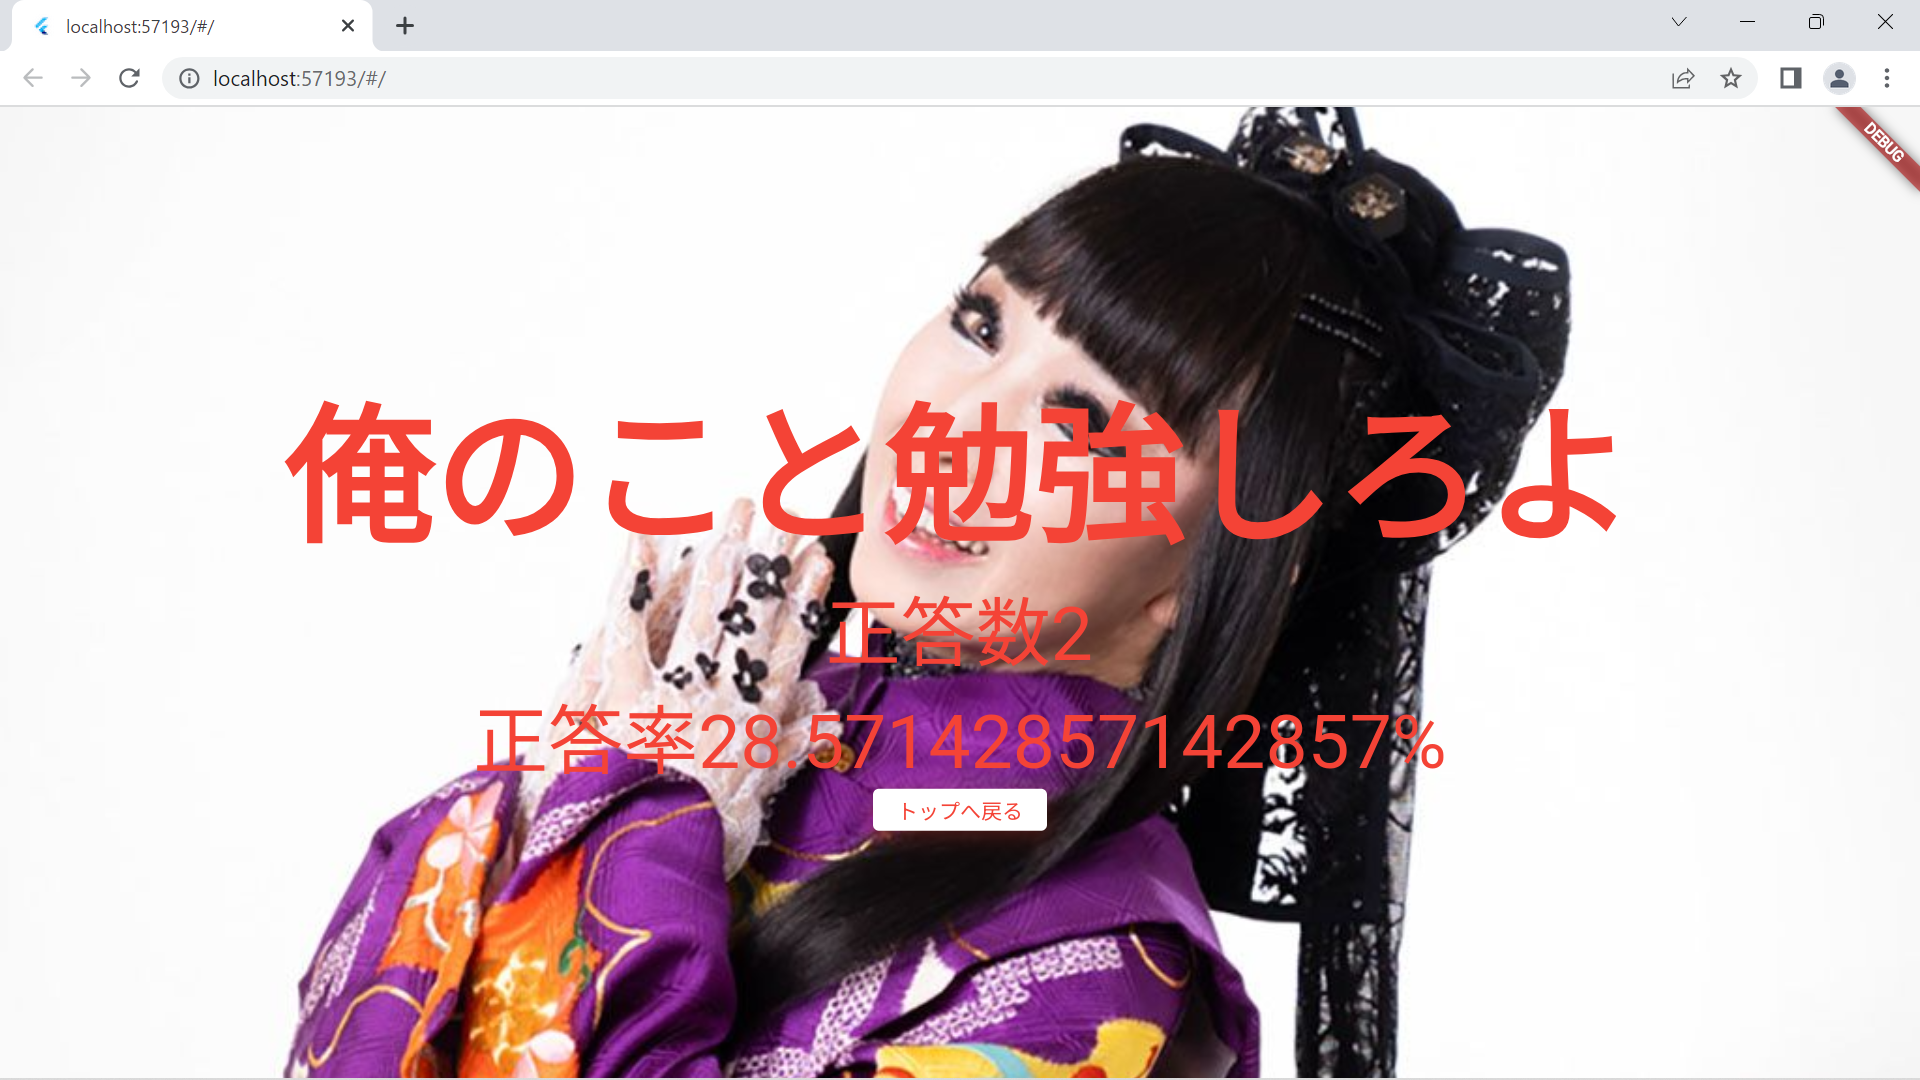 localhost:57193/#/
localhost:57193/#/
DEBUG
俺のこと勉強しろよ
正答数2
正答率28.57142857142857%
トップへ戻る